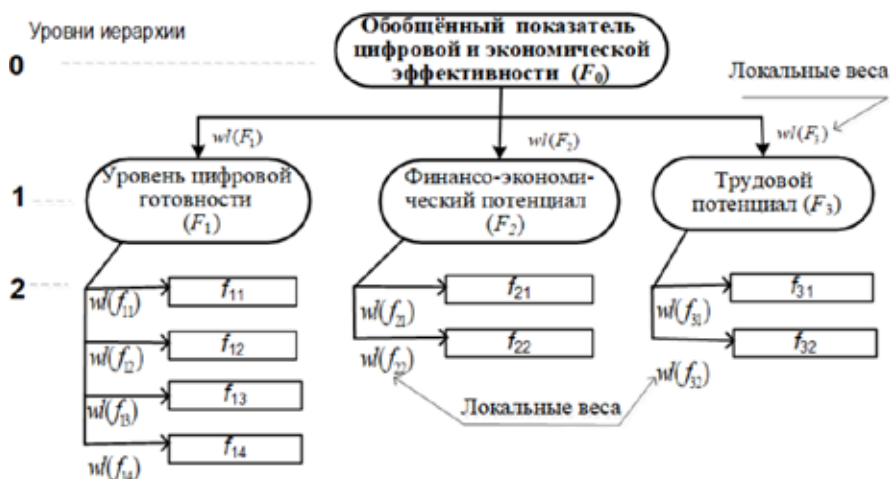 Уровни иерархии
Обобщённый показатель
цифровой и экономической
эффективности (F₀)
0
Локальные веса
wl(F₁)
wl(F₂)
wl(F₃)
Уровень цифровой
готовности
(F₁)
Финансо-экономи-
ческий потенциал
(F₂)
Трудовой
потенциал (F₃)
1
2
f₁₁
f₂₁
f₃₁
wl(f₁₁)
wl(f₂₁)
wl(f₃₁)
f₁₂
f₂₂
f₃₂
wl(f₁₂)
wl(f₂₂)
wl(f₃₂)
f₁₃
wl(f₁₃)
Локальные веса
f₁₄
wl(f₁₄)